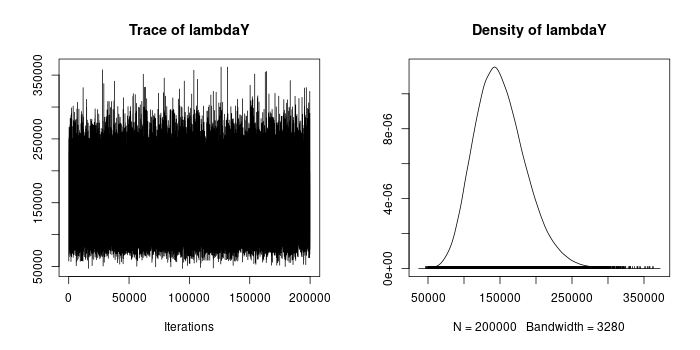 Trace of lambdaY
350000
250000
150000
50000
0
50000
100000
150000
200000
Iterations
Density of lambdaY
8e-06
4e-06
0e+00
50000
150000
250000
350000
N = 200000 Bandwidth = 3280